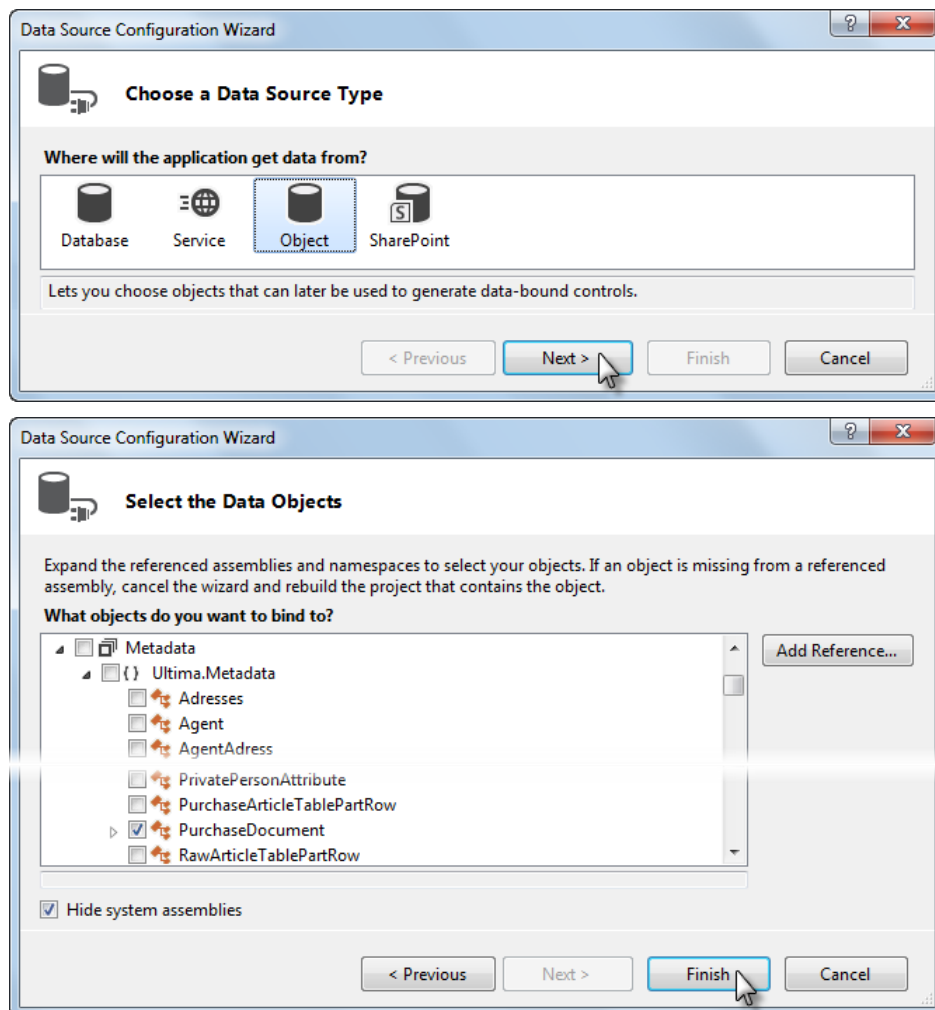 Data Source Configuration Wizard
Choose a Data Source Type
Where will the application get data from?
Database Service Object SharePoint
Lets you choose objects that can later be used to generate data-bound controls.
< Previous Next > Finish Cancel
Data Source Configuration Wizard
Select the Data Objects
Expand the referenced assemblies and namespaces to select your objects. If an object is missing from a referenced
assembly, cancel the wizard and rebuild the project that contains the object.
What objects do you want to bind to?
Metadata
Add Reference...
{ } Ultima.Metadata
Adresses
Agent
AgentAdress
PrivatePersonAttribute
PurchaseArticleTablePartRow
PurchaseDocument
RawArticleTablePartRow
Hide system assemblies
< Previous Next > Finish Cancel